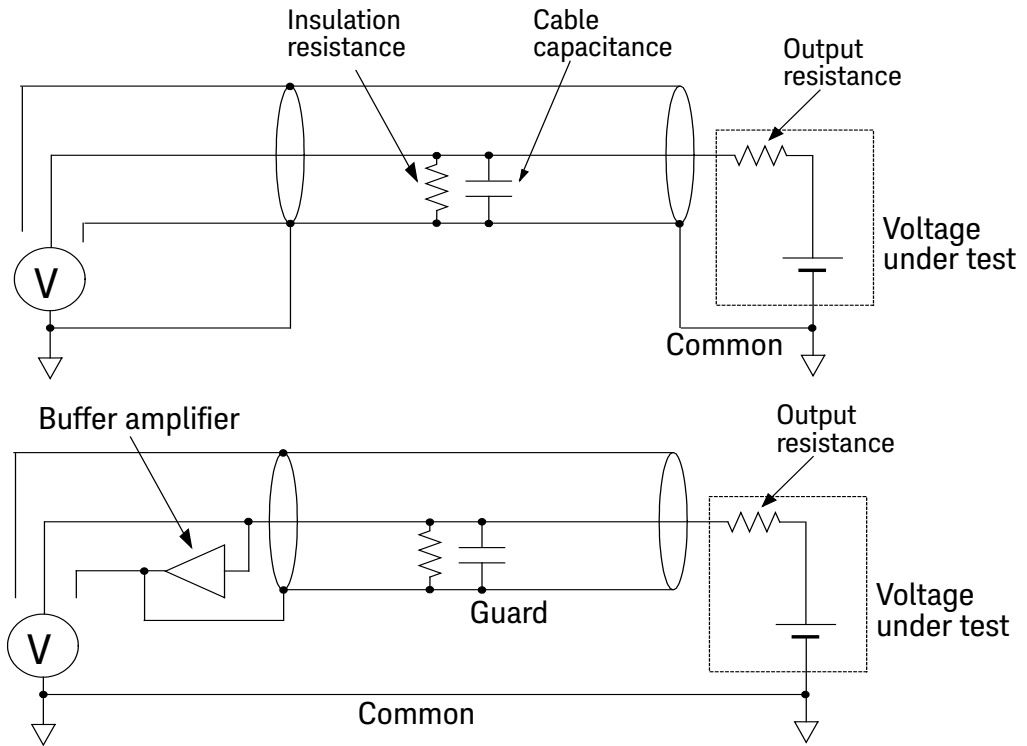 Insulation
resistance
Cable
capacitance
Output
resistance
V
Voltage
under test
Common
Buffer amplifier
Output
resistance
Guard
V
Voltage
under test
Common